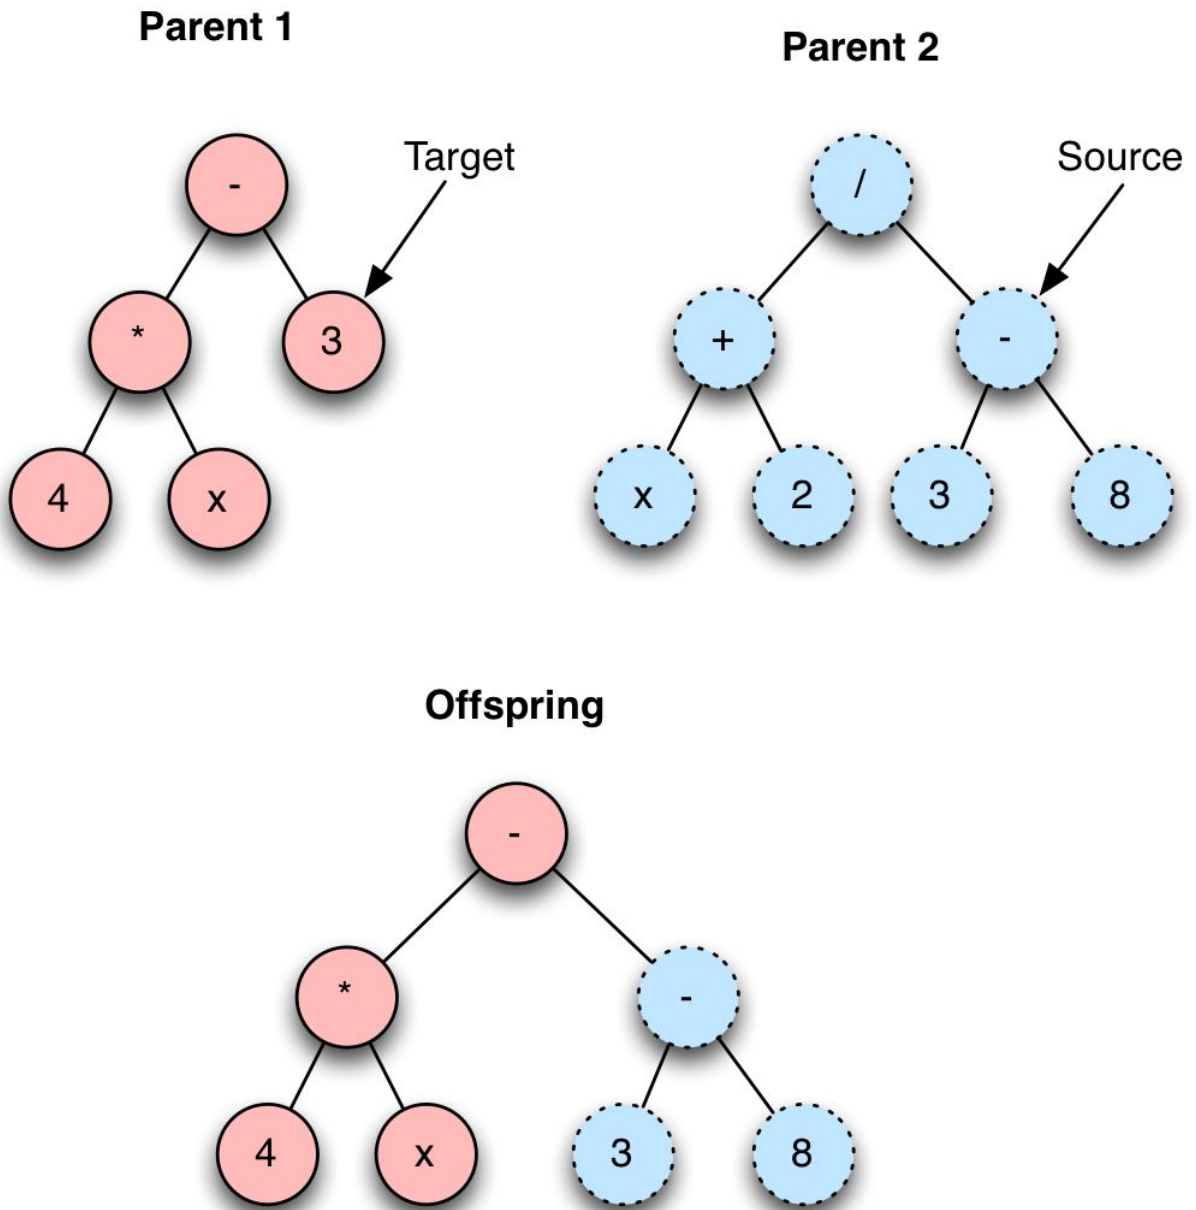 Parent 1
Parent 2
Target
Source
-
/
*
3
+
-
4
x
x
2
3
8
Offspring
-
*
-
4
x
3
8